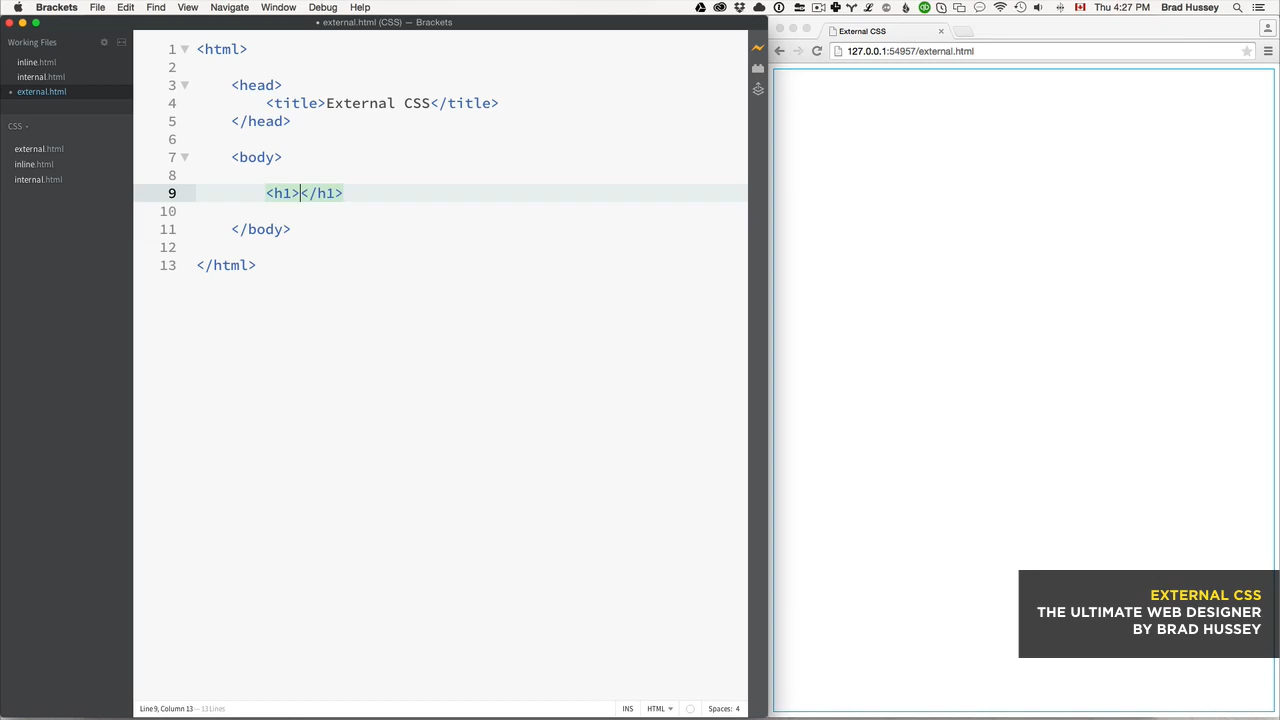 Brackets File Edit Find View Navigate Window Debug Help
Thu 4:27 PM Brad Hussey
• external.html (CSS) — Brackets
Working Files
inline.html
internal.html
• external.html
CSS
external.html
inline.html
internal.html
1 <html>
2
3 <head>
4 <title>External CSS</title>
5 </head>
6
7 <body>
8
9 <h1></h1>
10
11 </body>
12
13 </html>
Line 9, Column 13 — 13 Lines
INS HTML Spaces: 4
External CSS
127.0.0.1:54957/external.html
EXTERNAL CSS
THE ULTIMATE WEB DESIGNER
BY BRAD HUSSEY